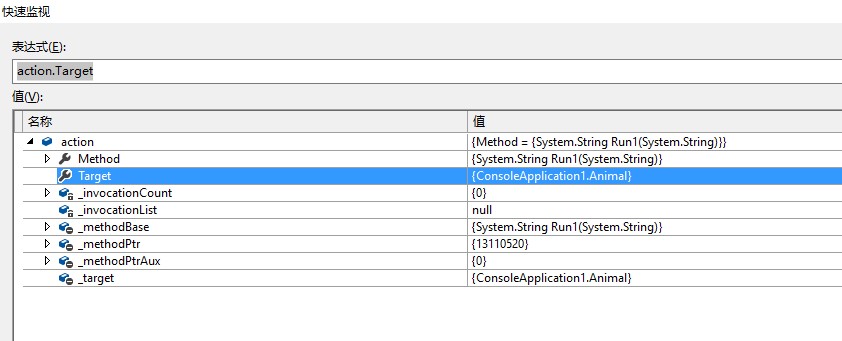 快速监视
表达式(E):
action.Target
值(V):
名称 值
action {Method = {System.String Run1(System.String)}}
Method {System.String Run1(System.String)}
Target {ConsoleApplication1.Animal}
_invocationCount {0}
_invocationList null
_methodBase {System.String Run1(System.String)}
_methodPtr {13110520}
_methodPtrAux {0}
_target {ConsoleApplication1.Animal}